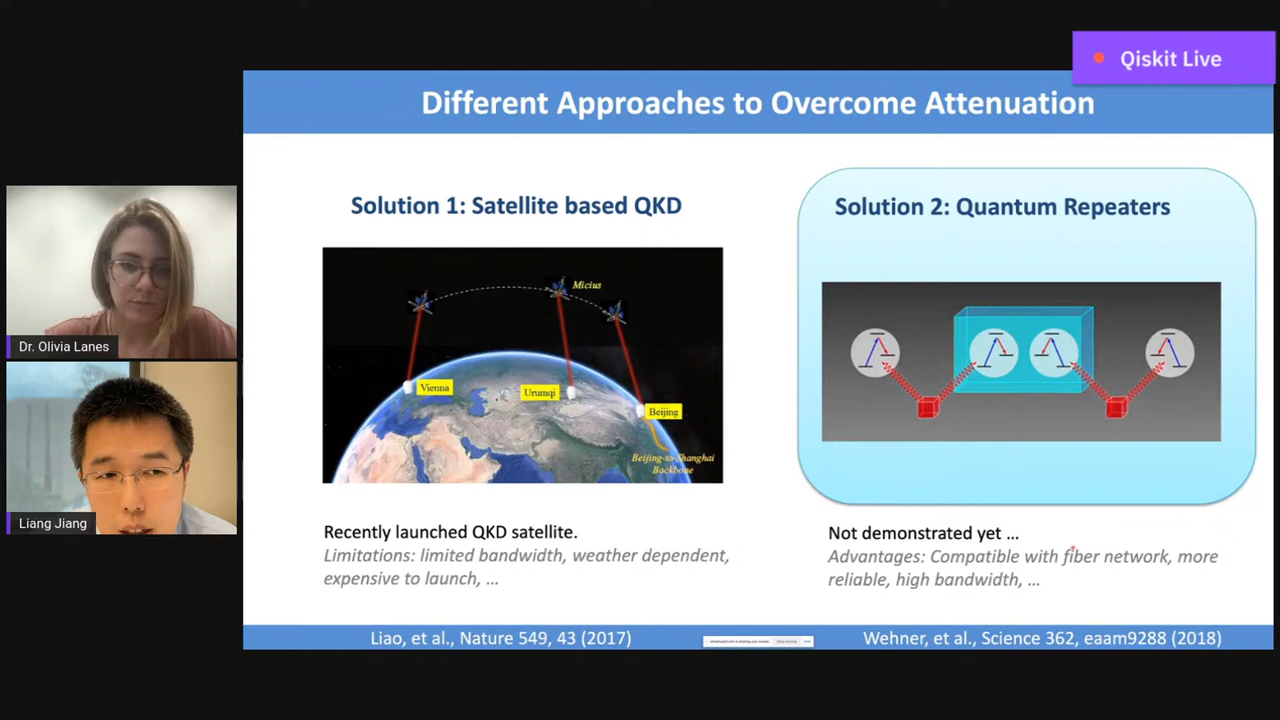 Qiskit Live
Different Approaches to Overcome Attenuation
Solution 1: Satellite based QKD
Micius
Vienna
Urumqi
Beijing
Beijing-to-Shanghai
Backbone
Recently launched QKD satellite.
Limitations: limited bandwidth, weather dependent,
expensive to launch, …
Liao, et al., Nature 549, 43 (2017)
Solution 2: Quantum Repeaters
Not demonstrated yet …
Advantages: Compatible with fiber network, more
reliable, high bandwidth, …
Wehner, et al., Science 362, eaam9288 (2018)
Dr. Olivia Lanes
Liang Jiang